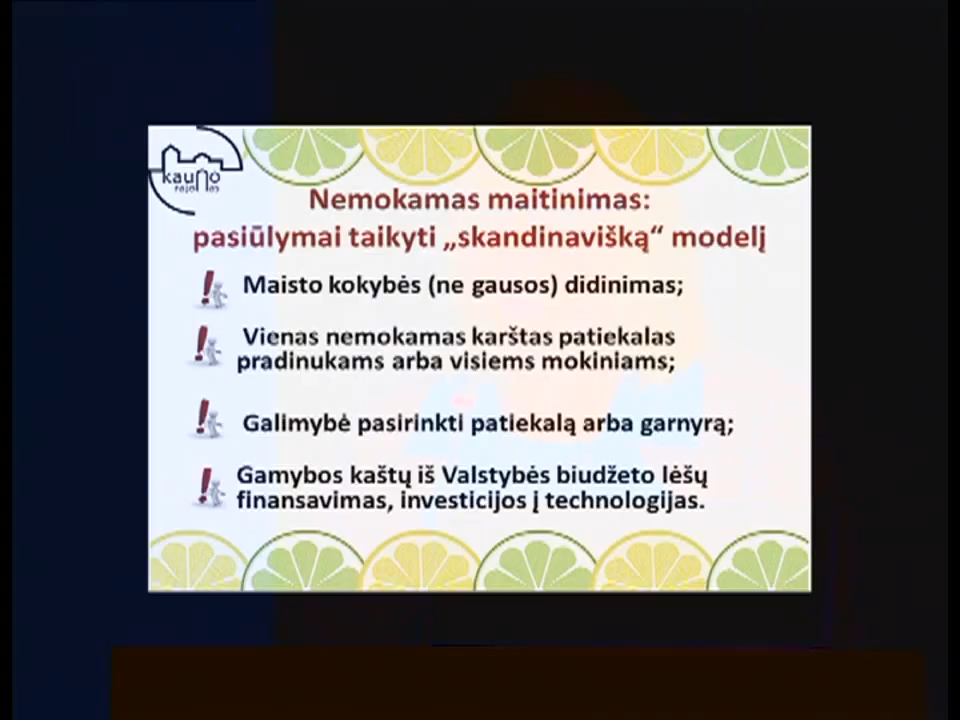 kauno
Nemokamas maitinimas:
pasiūlymai taikyti „skandinavišką“ modelį
Maisto kokybės (ne gausos) didinimas;
Vienas nemokamas karštas patiekalas
pradinukams arba visiems mokiniams;
Galimybė pasirinkti patiekalą arba garnyrą;
Gamybos kaštų iš Valstybės biudžeto lėšų
finansavimas, investicijos į technologijas.